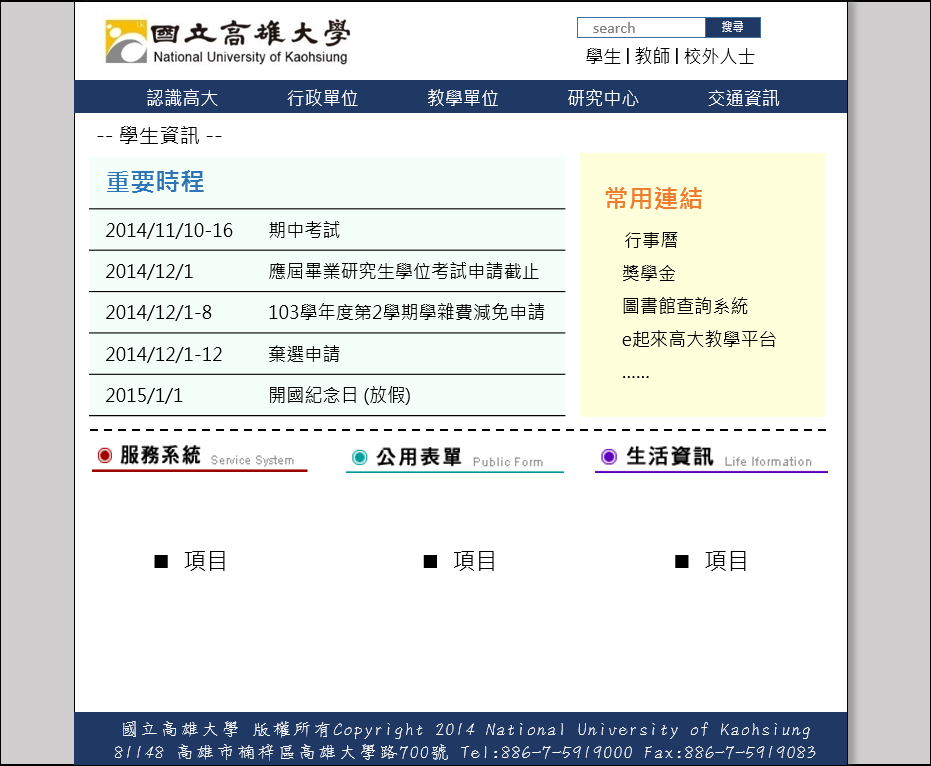 國立高雄大學
National University of Kaohsiung
search 搜尋
學生 | 教師 | 校外人士
認識高大 行政單位 教學單位 研究中心 交通資訊
-- 學生資訊 --
重要時程
2014/11/10-16 期中考試
2014/12/1 應屆畢業研究生學位考試申請截止
2014/12/1-8 103學年度第2學期學雜費減免申請
2014/12/1-12 棄選申請
2015/1/1 開國紀念日 (放假)
常用連結
行事曆
獎學金
圖書館查詢系統
e起來高大教學平台
......
服務系統 Service System
公用表單 Public Form
生活資訊 Life Iformation
■ 項目
■ 項目
■ 項目
國立高雄大學 版權所有Copyright 2014 National University of Kaohsiung
81148 高雄市楠梓區高雄大學路700號 Tel:886-7-5919000 Fax:886-7-5919083